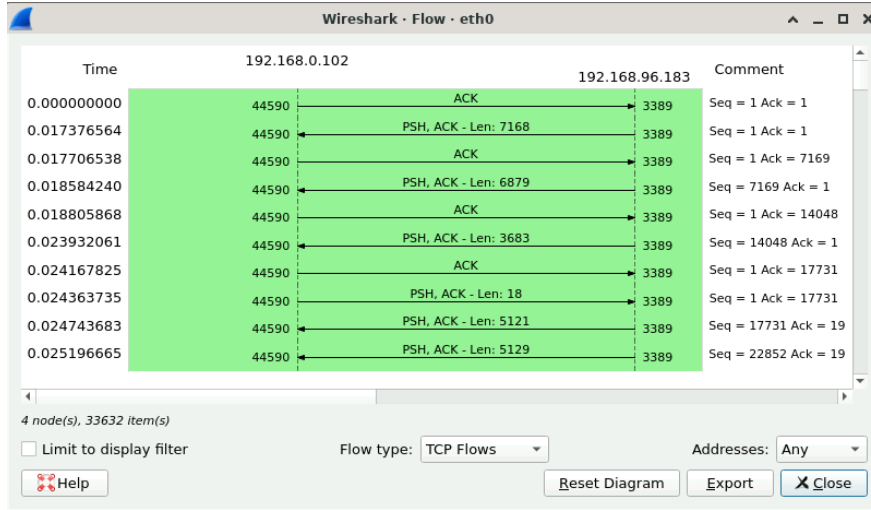 Wireshark · Flow · eth0
Time 192.168.0.102 192.168.96.183 Comment
0.000000000 44590 ACK 3389 Seq = 1 Ack = 1
0.017376564 44590 PSH, ACK - Len: 7168 3389 Seq = 1 Ack = 1
0.017706538 44590 ACK 3389 Seq = 1 Ack = 7169
0.018584240 44590 PSH, ACK - Len: 6879 3389 Seq = 7169 Ack = 1
0.018805868 44590 ACK 3389 Seq = 1 Ack = 14048
0.023932061 44590 PSH, ACK - Len: 3683 3389 Seq = 14048 Ack = 1
0.024167825 44590 ACK 3389 Seq = 1 Ack = 17731
0.024363735 44590 PSH, ACK - Len: 18 3389 Seq = 1 Ack = 17731
0.024743683 44590 PSH, ACK - Len: 5121 3389 Seq = 17731 Ack = 19
0.025196665 44590 PSH, ACK - Len: 5129 3389 Seq = 22852 Ack = 19
4 node(s), 33632 item(s)
Limit to display filter Flow type: TCP Flows Addresses: Any
Help Reset Diagram Export Close